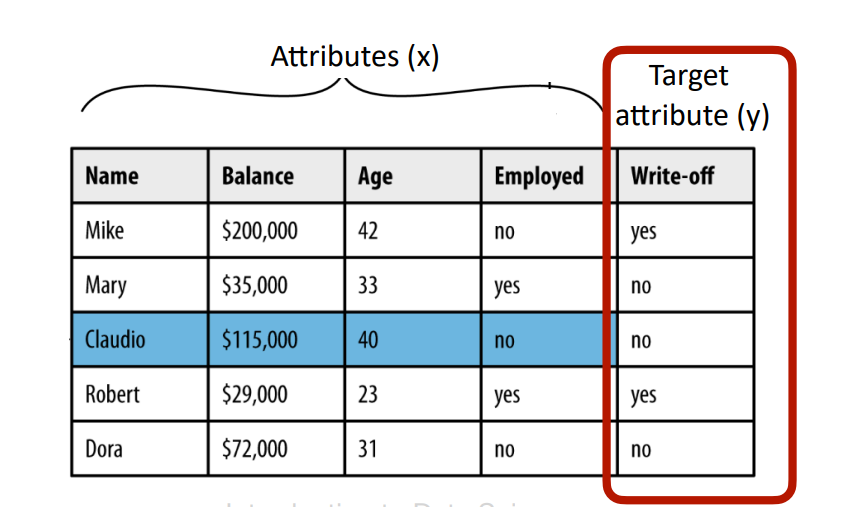 Attributes (x)
Target
attribute (y)
Name Balance Age Employed Write-off
Mike $200,000 42 no yes
Mary $35,000 33 yes no
Claudio $115,000 40 no no
Robert $29,000 23 yes yes
Dora $72,000 31 no no